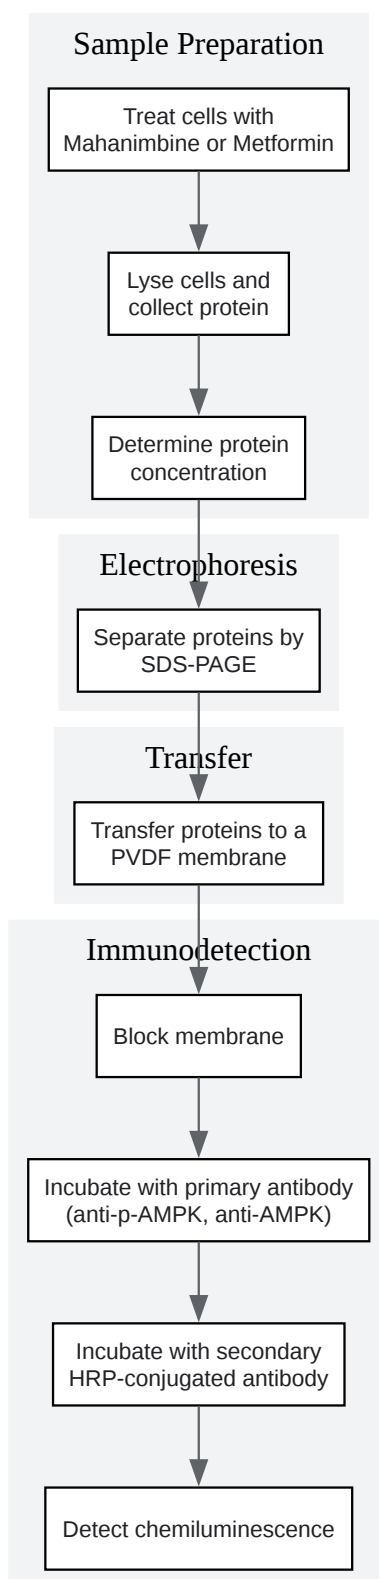 Sample Preparation
Treat cells with
Mahanimbine or Metformin
Lyse cells and
collect protein
Determine protein
concentration
Electrophoresis
Separate proteins by
SDS-PAGE
Transfer
Transfer proteins to a
PVDF membrane
Immunodetection
Block membrane
Incubate with primary antibody
(anti-p-AMPK, anti-AMPK)
Incubate with secondary
HRP-conjugated antibody
Detect chemiluminescence